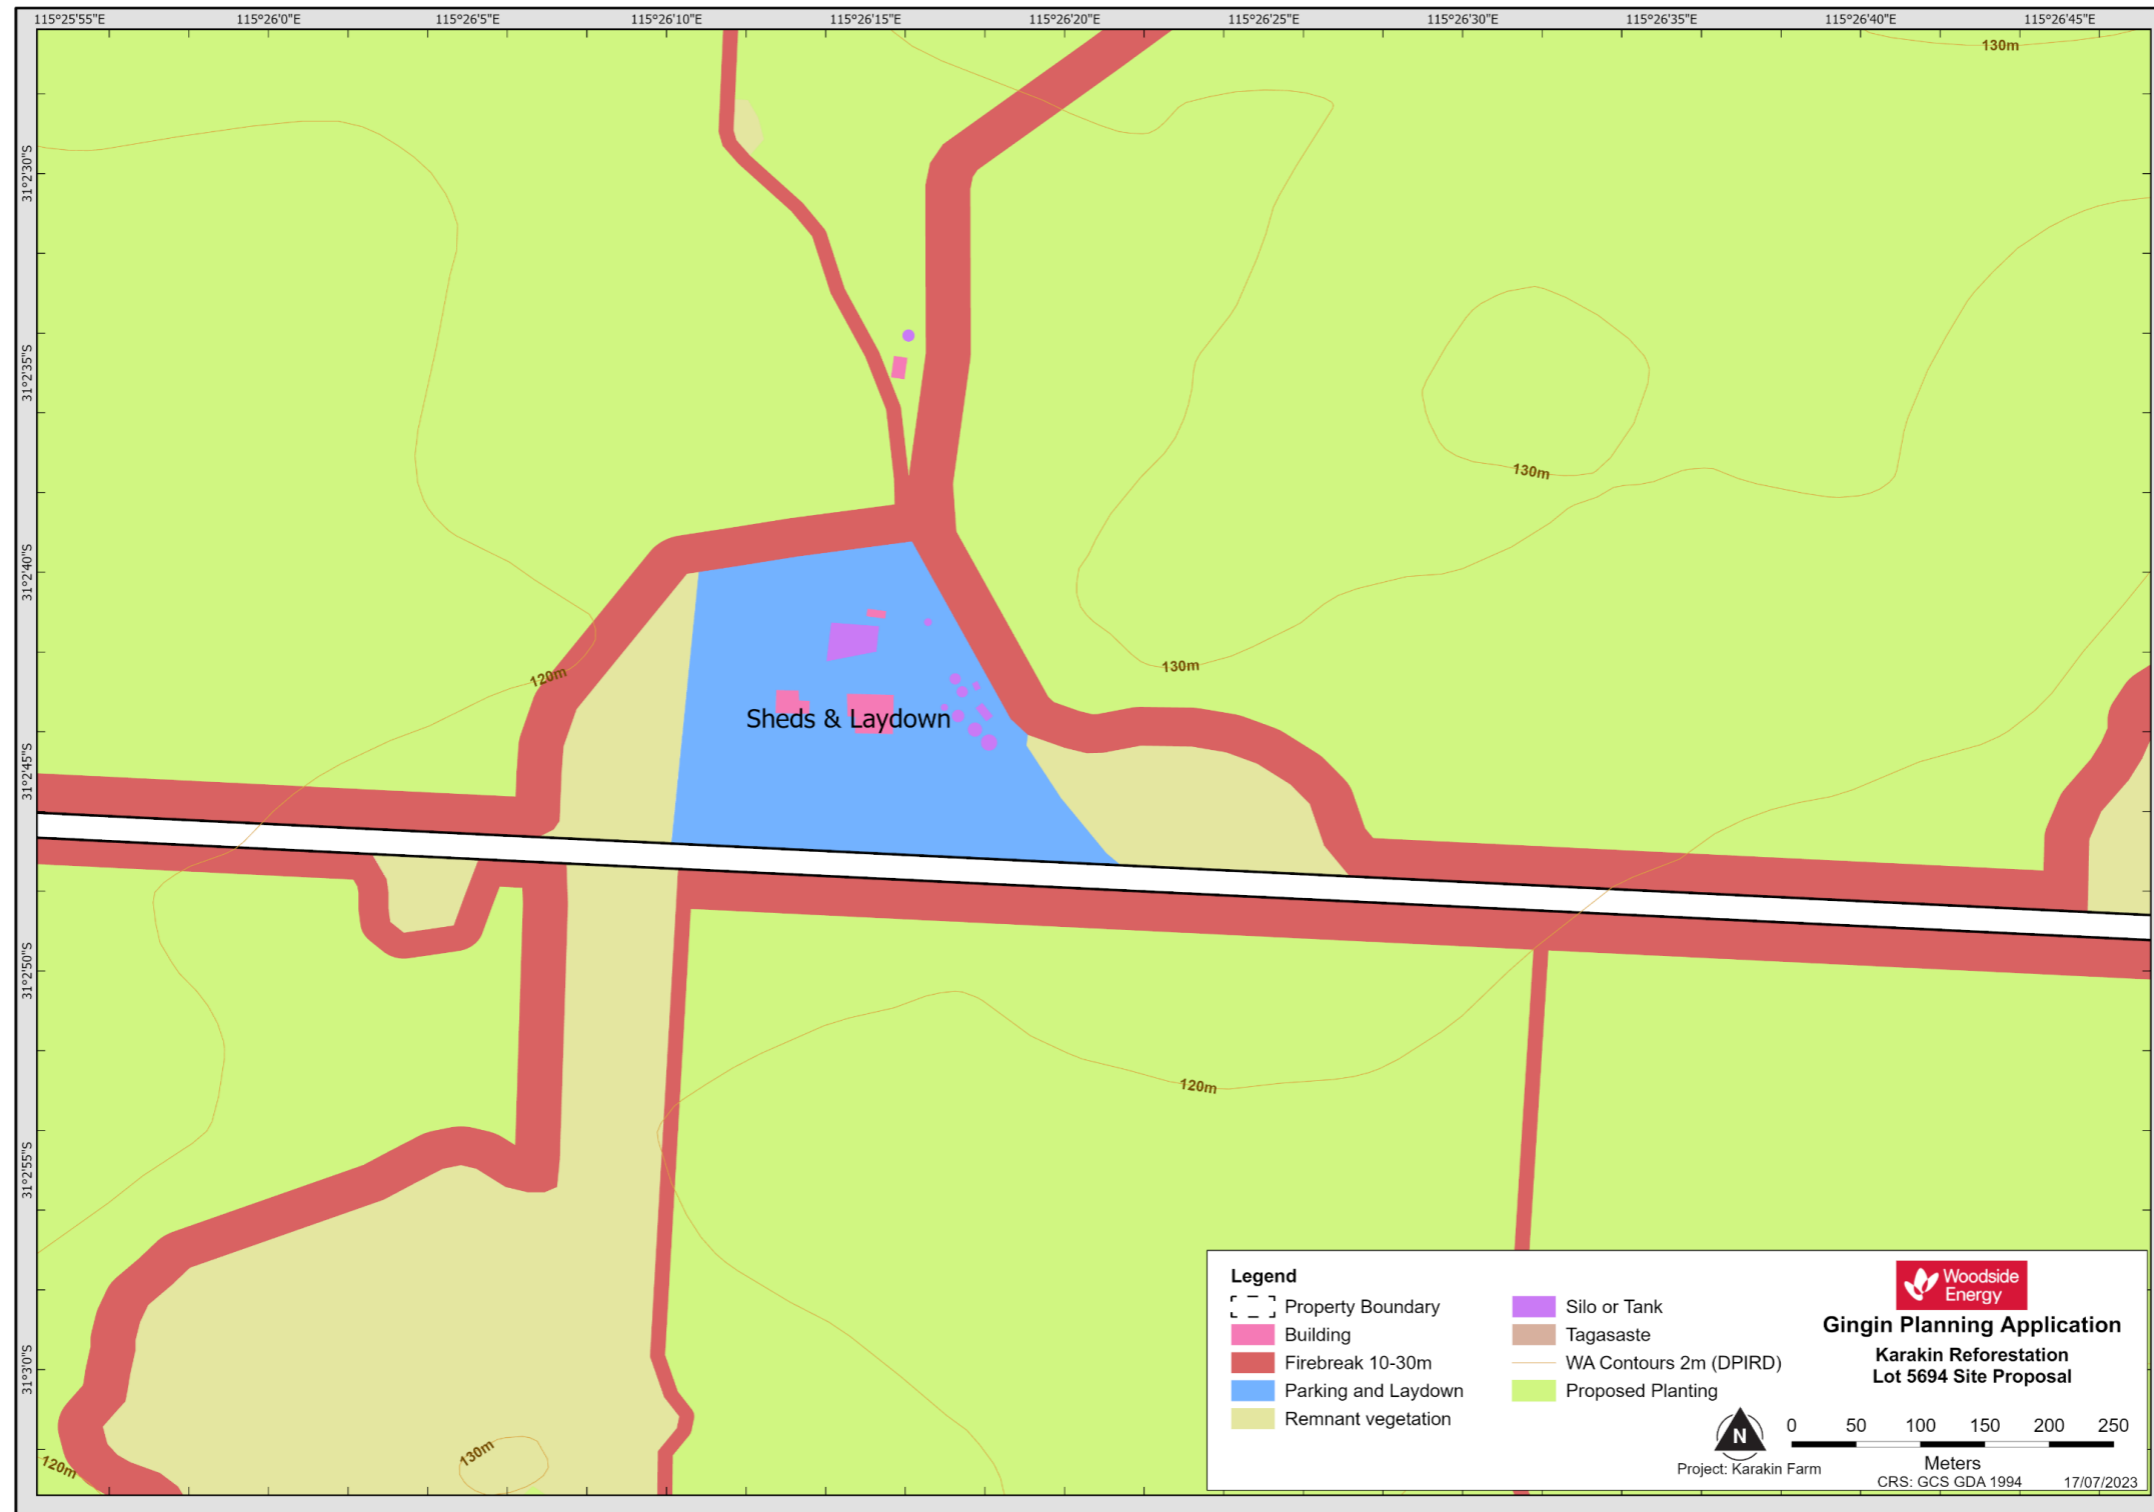 115°25'55"E 115°26'0"E 115°26'5"E 115°26'10"E 115°26'15"E 115°26'20"E 115°26'25"E 115°26'30"E 115°26'35"E 115°26'40"E 115°26'45"E
130m
31°2'30"S
31°2'35"S
130m
31°2'40"S
130m
120m
Sheds & Laydown
31°2'45"S
31°2'50"S
120m
31°2'55"S
31°3'0"S
130m
120m
Legend
Property Boundary
Building
Firebreak 10-30m
Parking and Laydown
Remnant vegetation
Silo or Tank
Tagasaste
WA Contours 2m (DPIRD)
Proposed Planting
Woodside
Energy
Gingin Planning Application
Karakin Reforestation
Lot 5694 Site Proposal
N
Project: Karakin Farm
0 50 100 150 200 250
Meters
CRS: GCS GDA 1994 17/07/2023